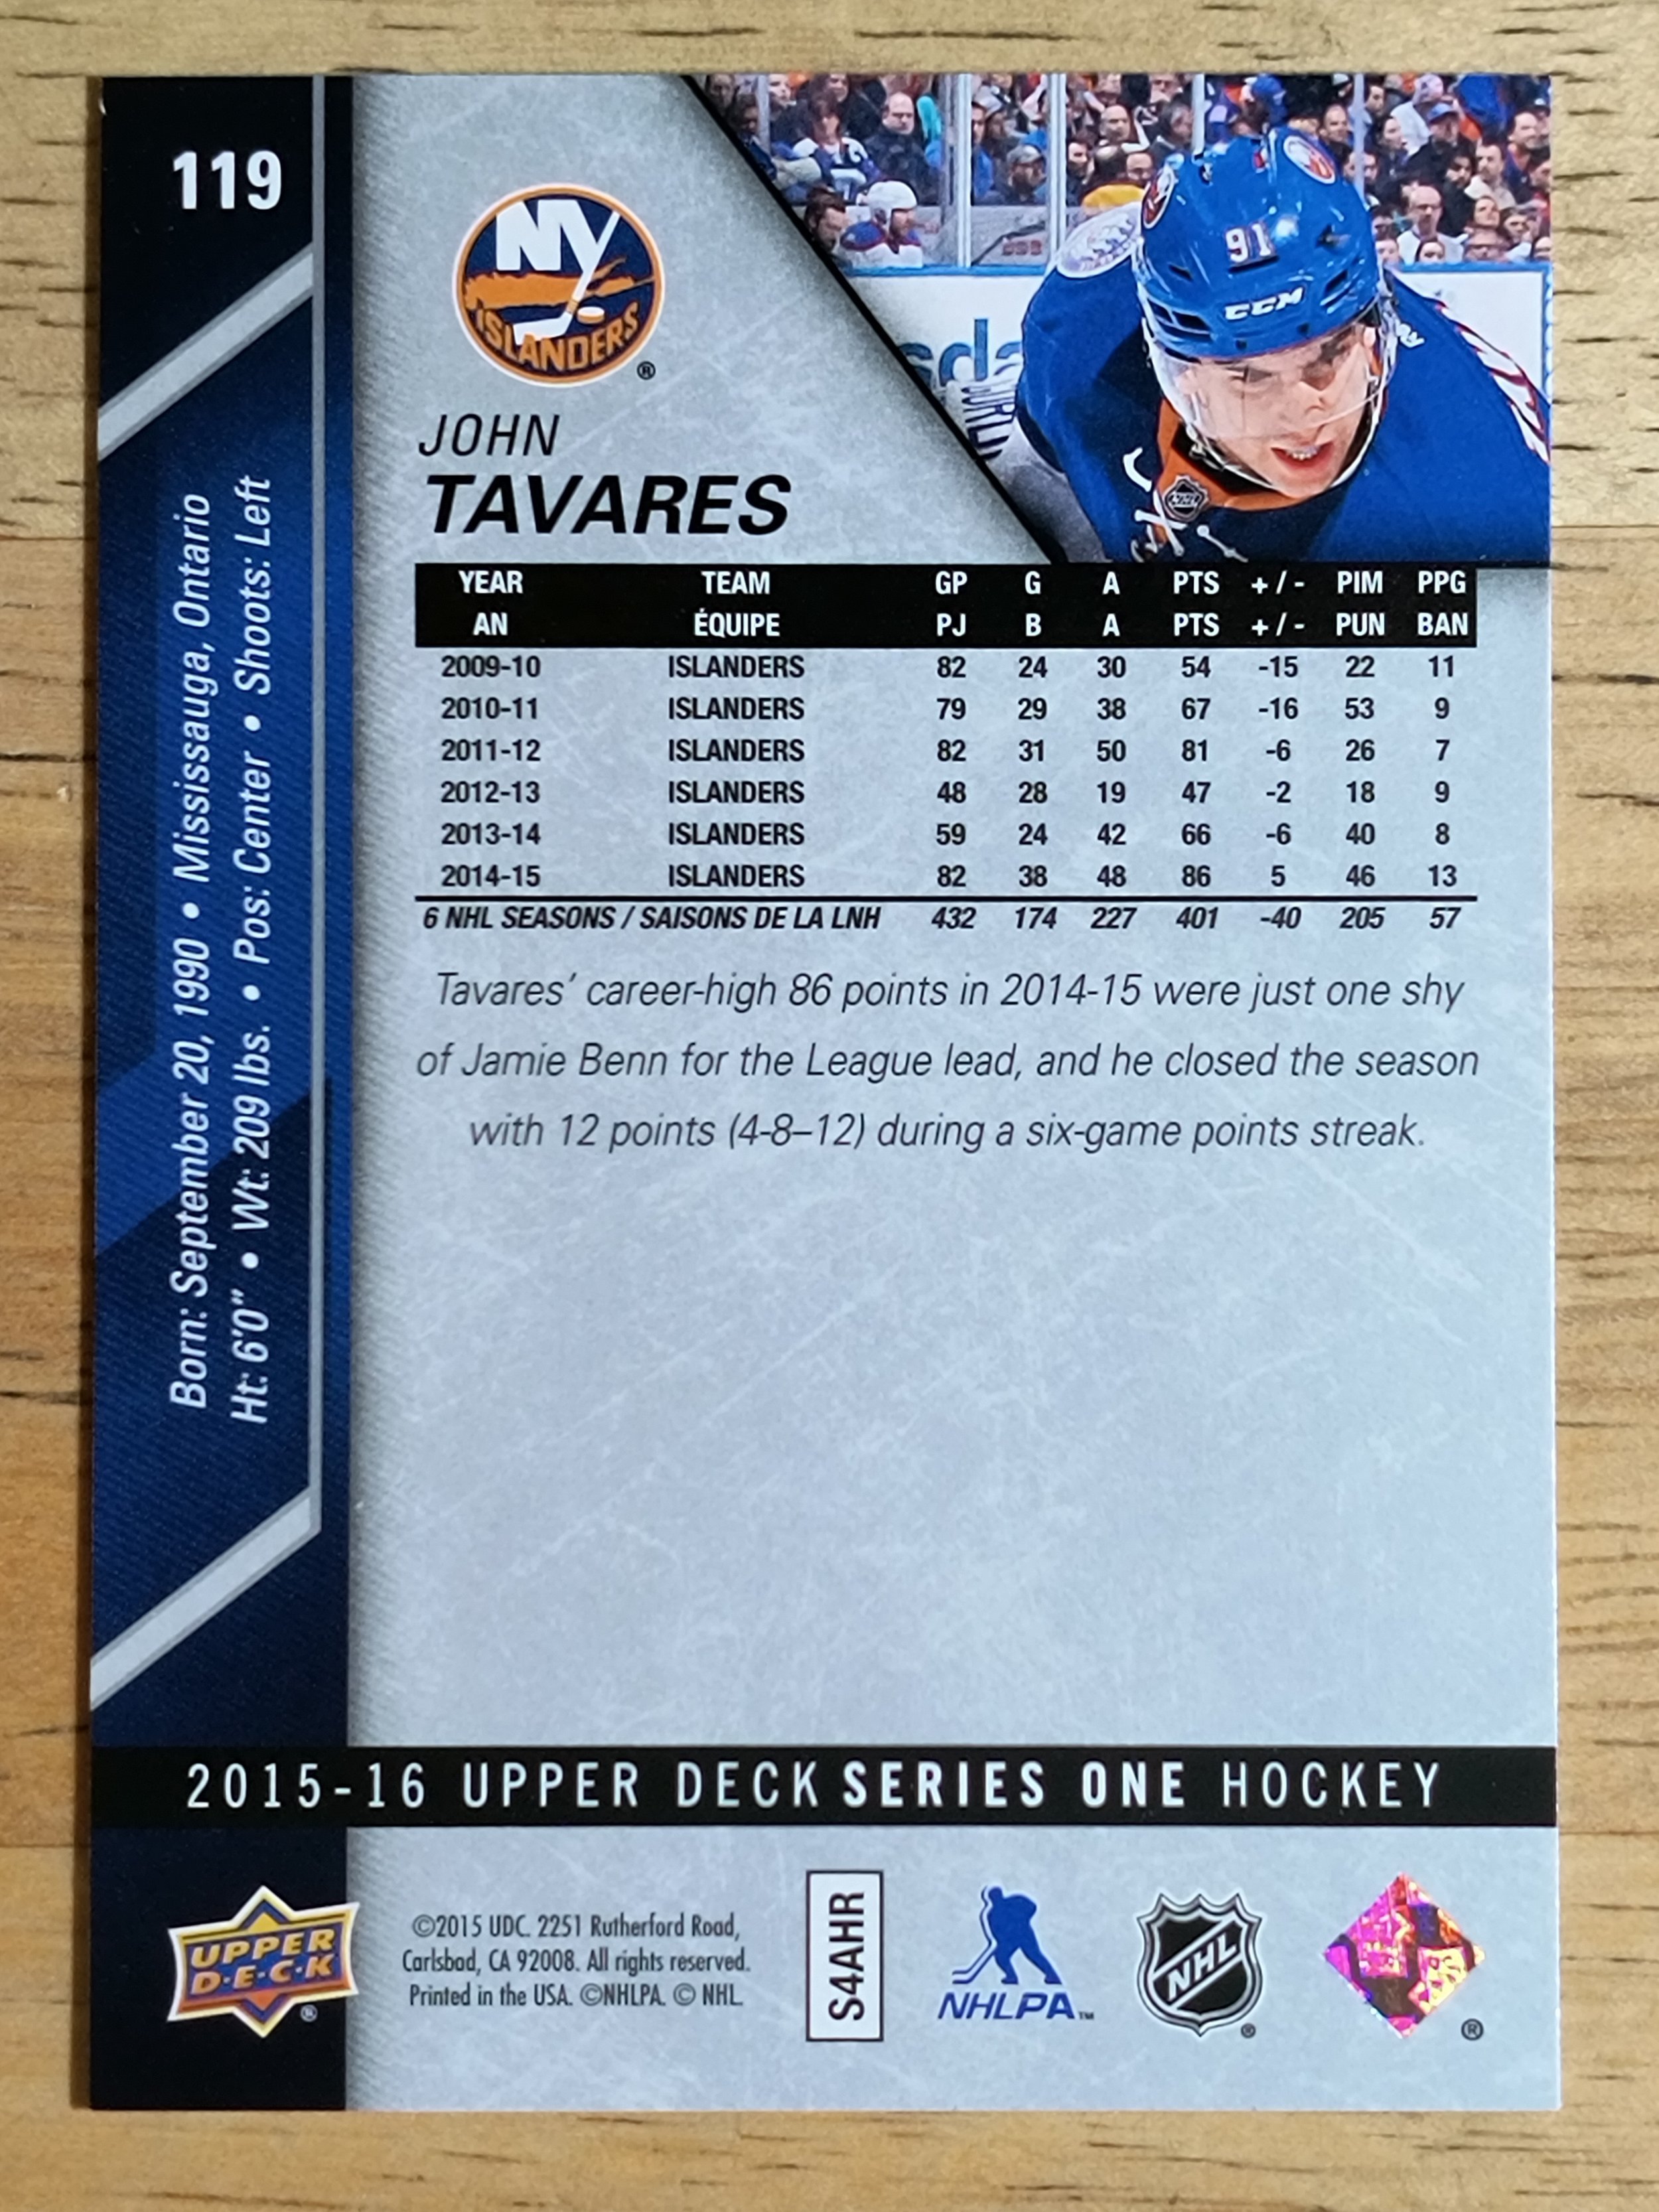 119
NY
ISLANDERS
®
91
CCM
sda
NHL
JOHN
TAVARES
Born: September 20, 1990 • Mississauga, Ontario
Ht: 6'0" • Wt: 209 lbs. • Pos: Center • Shoots: Left
YEAR TEAM GP G A PTS +/- PIM PPG
AN ÉQUIPE PJ B A PTS +/- PUN BAN
2009-10 ISLANDERS 82 24 30 54 -15 22 11
2010-11 ISLANDERS 79 29 38 67 -16 53 9
2011-12 ISLANDERS 82 31 50 81 -6 26 7
2012-13 ISLANDERS 48 28 19 47 -2 18 9
2013-14 ISLANDERS 59 24 42 66 -6 40 8
2014-15 ISLANDERS 82 38 48 86 5 46 13
6 NHL SEASONS / SAISONS DE LA LNH 432 174 227 401 -40 205 57
Tavares' career-high 86 points in 2014-15 were just one shy
of Jamie Benn for the League lead, and he closed the season
with 12 points (4-8–12) during a six-game points streak.
2015-16 UPPER DECK SERIES ONE HOCKEY
UPPER
D·E·C·K
®
©2015 UDC. 2251 Rutherford Road,
Carlsbad, CA 92008. All rights reserved.
Printed in the USA. ©NHLPA. © NHL.
S4AHR
NHLPA™
NHL
®
®